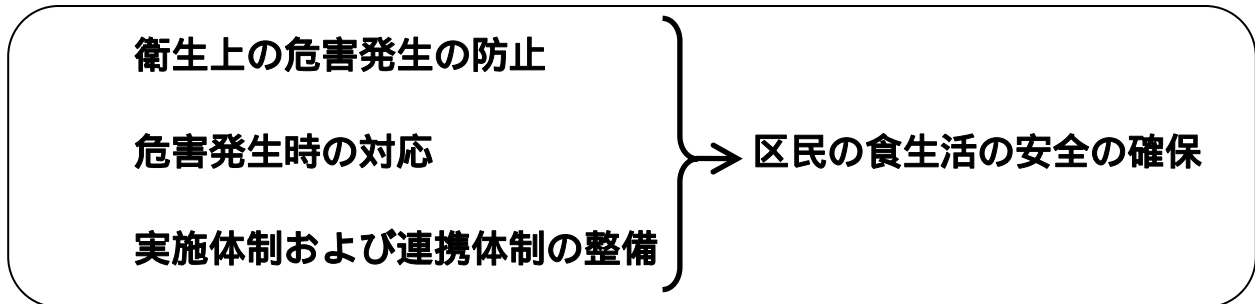 衛生上の危害発生の防止
危害発生時の対応
区民の食生活の安全の確保
実施体制および連携体制の整備